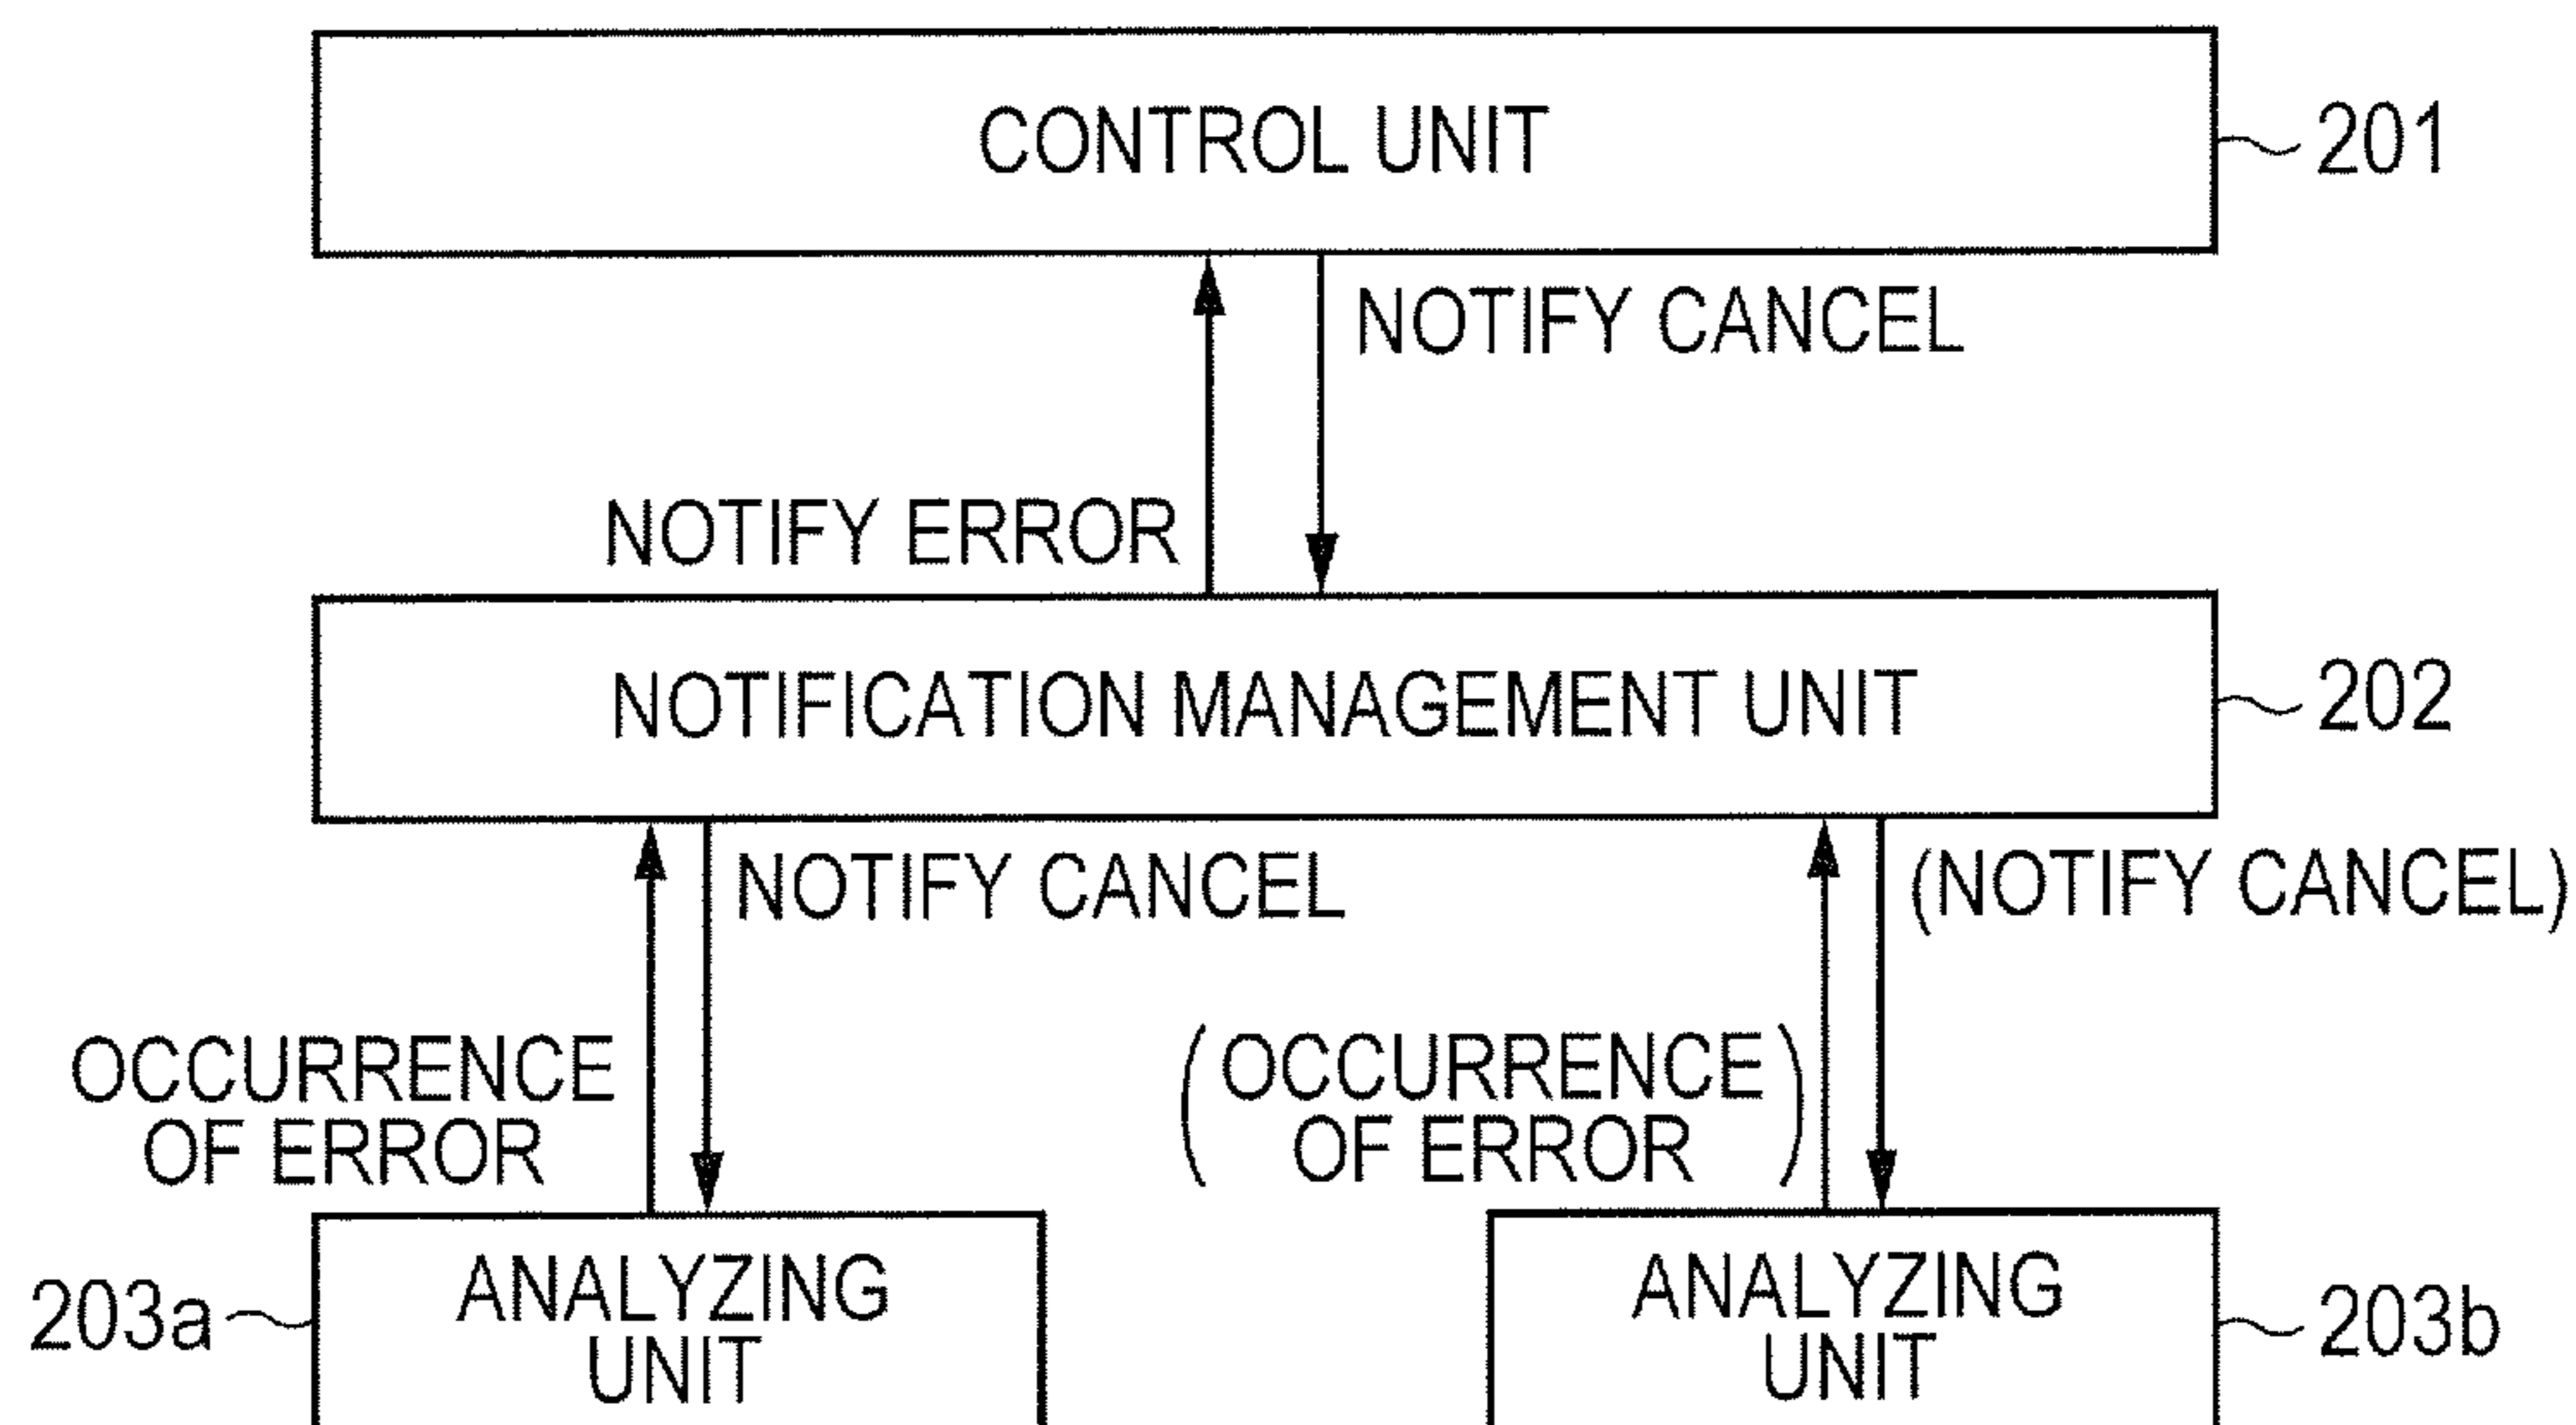 CONTROL UNIT
201
NOTIFY CANCEL
NOTIFY ERROR
NOTIFICATION MANAGEMENT UNIT
202
NOTIFY CANCEL
(NOTIFY CANCEL)
OCCURRENCE
OF ERROR
(OCCURRENCE
OF ERROR)
203a
ANALYZING
UNIT
ANALYZING
UNIT
203b